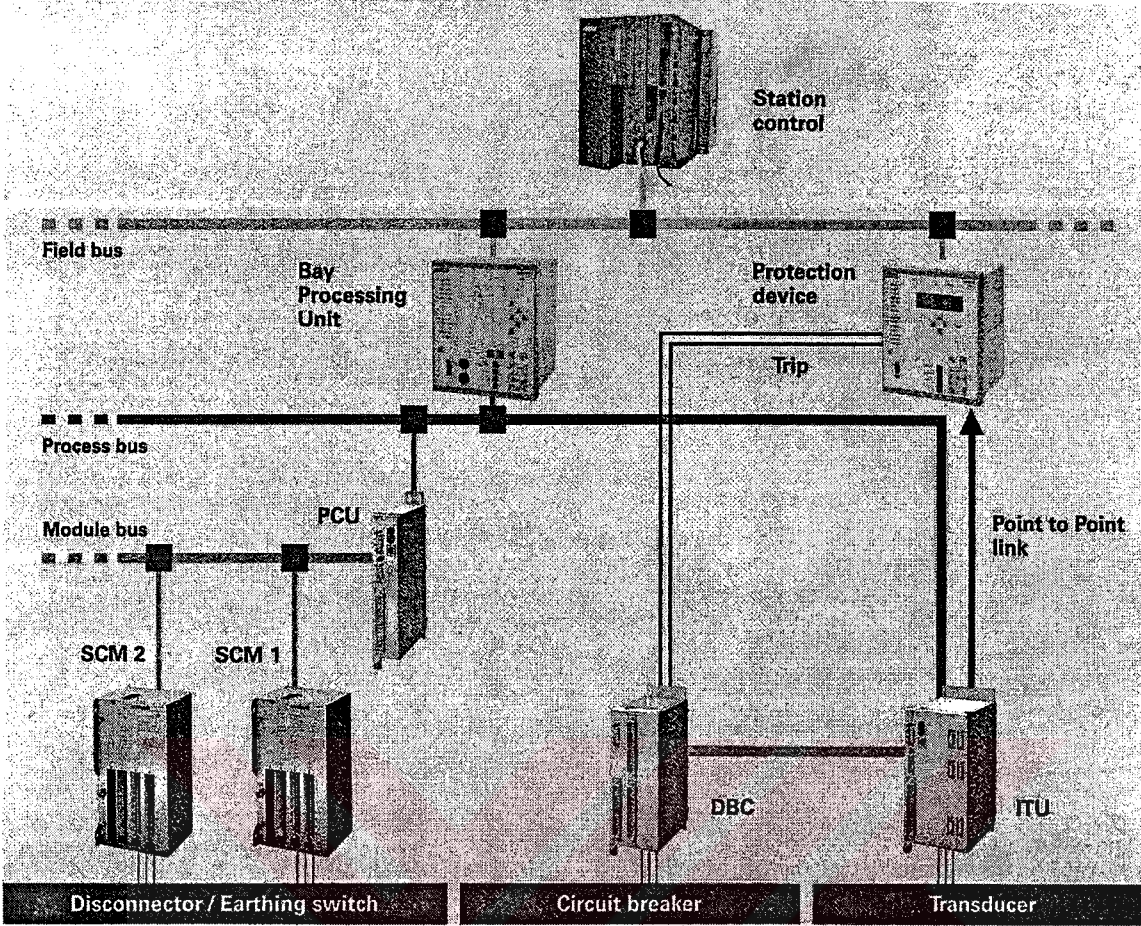 Station
control
Field bus
Bay
Processing
Unit
Protection
device
Trip
Process bus
PCU
Module bus
Point to Point
link
SCM 2
SCM 1
DBC
ITU
Disconnector / Earthing switch
Circuit breaker
Transducer